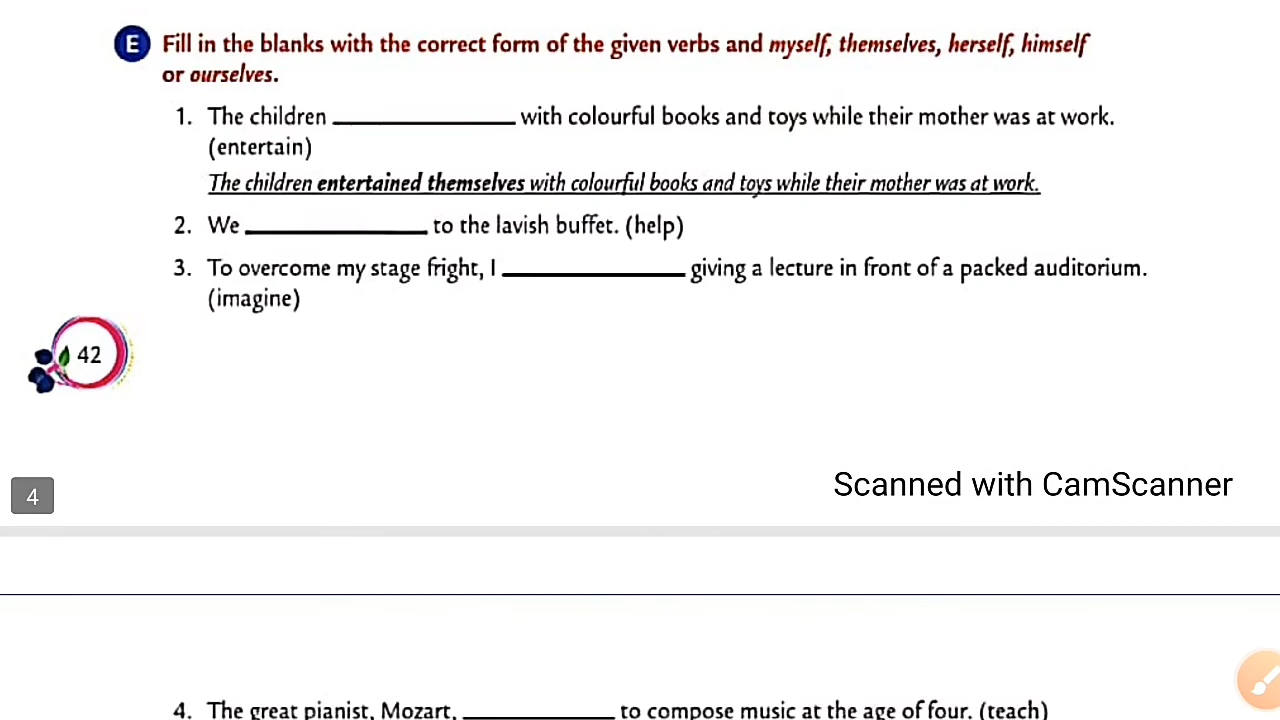 E Fill in the blanks with the correct form of the given verbs and myself, themselves, herself, himself
or ourselves.
1. The children ____________ with colourful books and toys while their mother was at work.
(entertain)
The children entertained themselves with colourful books and toys while their mother was at work.
2. We ____________ to the lavish buffet. (help)
3. To overcome my stage fright, I ____________ giving a lecture in front of a packed auditorium.
(imagine)
42
4
Scanned with CamScanner
4. The great pianist, Mozart, __________ to compose music at the age of four. (teach)